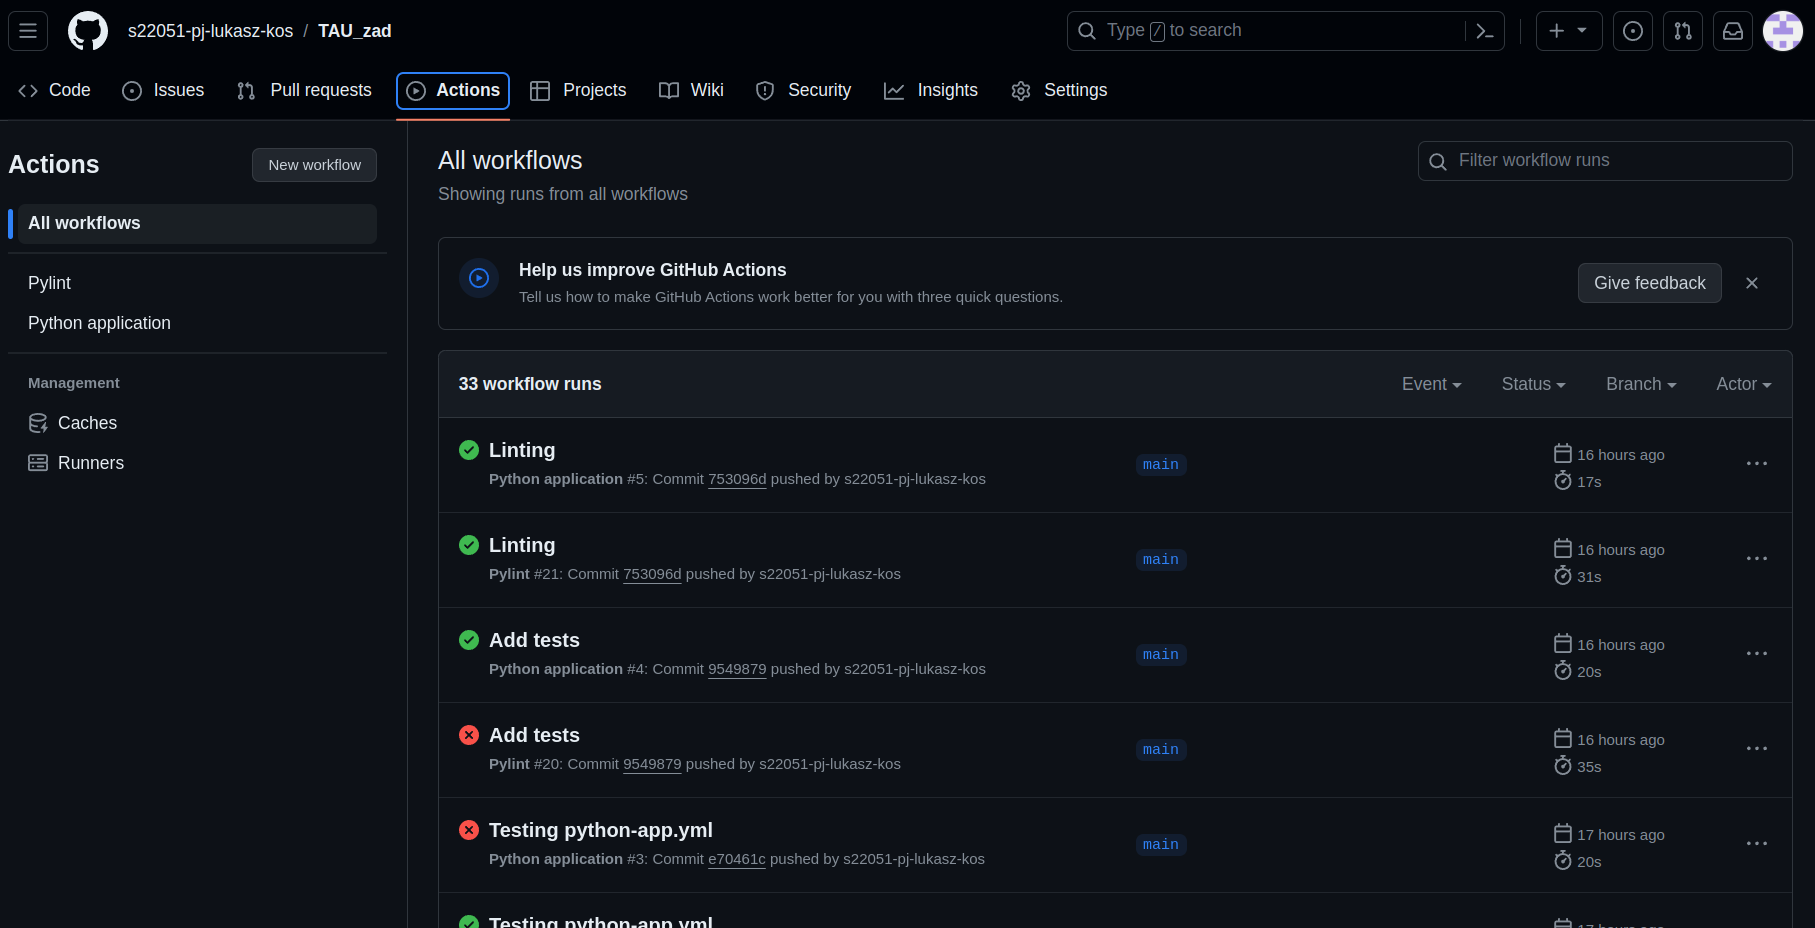 s22051-pj-lukasz-kos / TAU_zad
Type / to search
Code Issues Pull requests Actions Projects Wiki Security Insights Settings
Actions
New workflow
All workflows
Pylint
Python application
Management
Caches
Runners
All workflows
Showing runs from all workflows
Filter workflow runs
Help us improve GitHub Actions
Tell us how to make GitHub Actions work better for you with three quick questions.
Give feedback
33 workflow runs
Event Status Branch Actor
Linting
Python application #5: Commit 753096d pushed by s22051-pj-lukasz-kos
main
16 hours ago
17s
Linting
Pylint #21: Commit 753096d pushed by s22051-pj-lukasz-kos
main
16 hours ago
31s
Add tests
Python application #4: Commit 9549879 pushed by s22051-pj-lukasz-kos
main
16 hours ago
20s
Add tests
Pylint #20: Commit 9549879 pushed by s22051-pj-lukasz-kos
main
16 hours ago
35s
Testing python-app.yml
Python application #3: Commit e70461c pushed by s22051-pj-lukasz-kos
main
17 hours ago
20s
Testing python-app.yml
17 hours ago